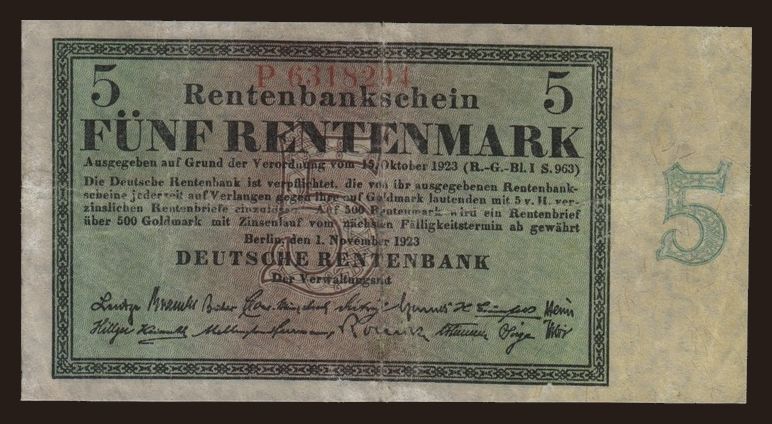 P 6318294
5 Rentenbankschein 5
FÜNF RENTENMARK
Ausgegeben auf Grund der Verordnung vom 15. Oktober 1923 (R.-G.-Bl. I S. 963)
Die Deutsche Rentenbank ist verpflichtet, die von ihr ausgegebenen Rentenbank-
scheine jederzeit auf Verlangen gegen ihre auf Goldmark lautenden mit 5 v. H. ver-
zinslichen Rentenbriefe einzulösen. Auf 500 Rentenmark wird ein Rentenbrief
über 500 Goldmark mit Zinsenlauf vom nächsten Fälligkeitstermin ab gewährt
Berlin, den 1. November 1923
DEUTSCHE RENTENBANK
Der Verwaltungsrat
5
5